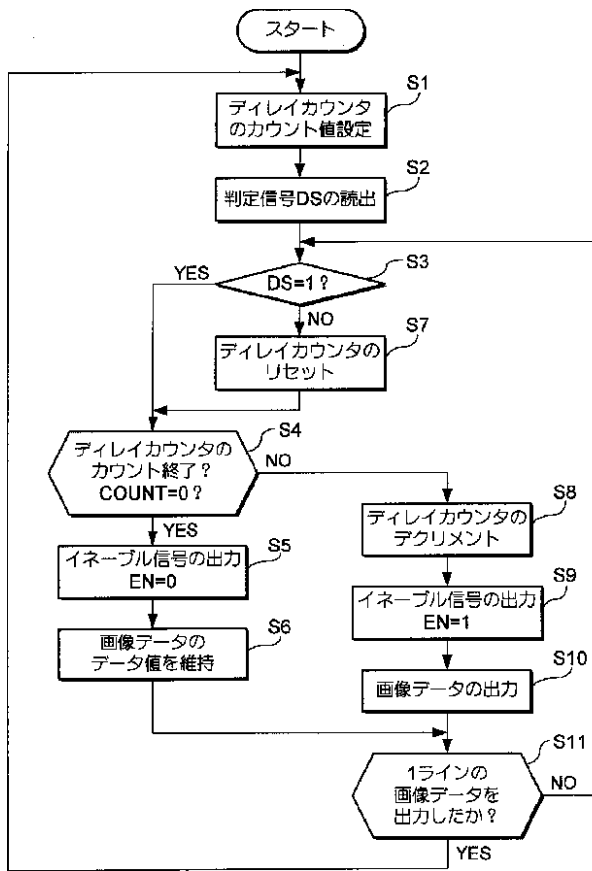 スタート
S1
ディレイカウンタ
のカウント値設定
S2
判定信号DSの読出
S3
YES
DS=1?
NO
S7
ディレイカウンタの
リセット
S4
ディレイカウンタの
カウント終了?
COUNT=0?
NO
YES
S8
ディレイカウンタの
デクリメント
S5
イネーブル信号の出力
EN=0
S9
イネーブル信号の出力
EN=1
S6
画像データの
データ値を維持
S10
画像データの出力
S11
1ラインの
画像データを
出力したか?
NO
YES